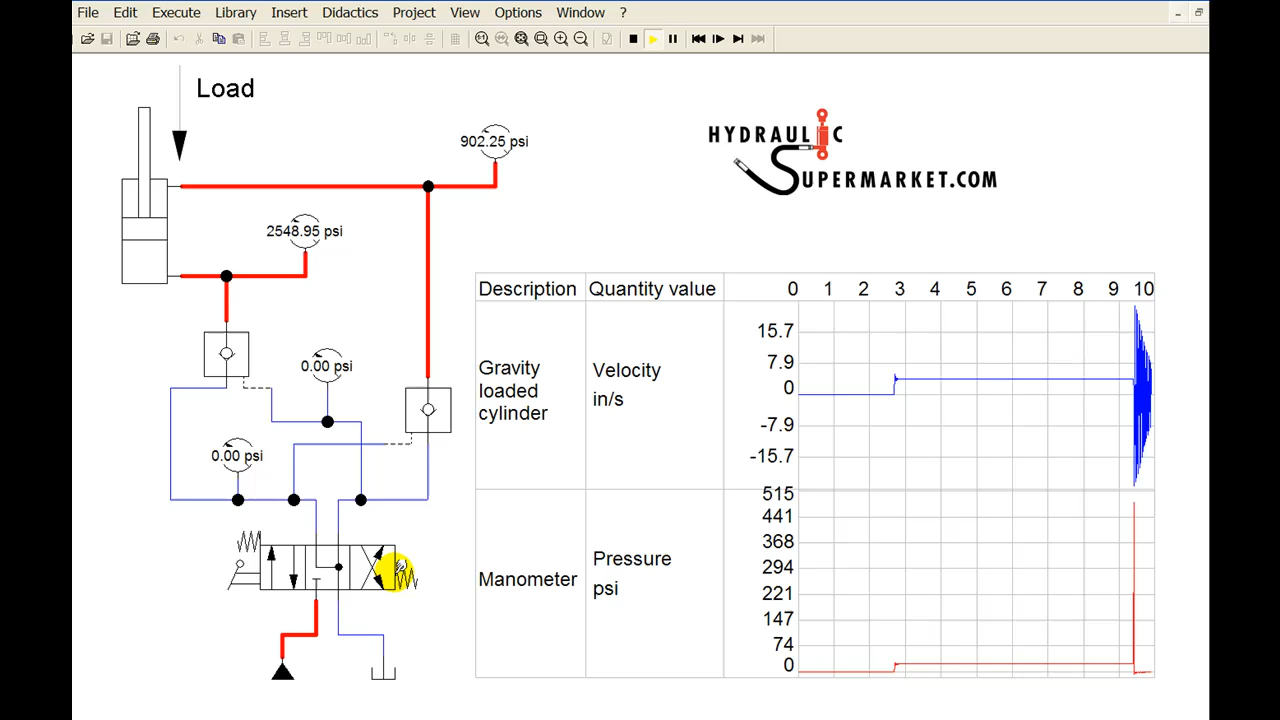 File Edit Execute Library Insert Didactics Project View Options Window ?
Load
902.25 psi
HYDRAULIC
SUPERMARKET.COM
2548.95 psi
Description Quantity value 0 1 2 3 4 5 6 7 8 9 10
15.7
7.9
0
-7.9
-15.7
Gravity
loaded
cylinder
Velocity
in/s
0.00 psi
0.00 psi
515
441
368
294
221
147
74
0
Manometer
Pressure
psi